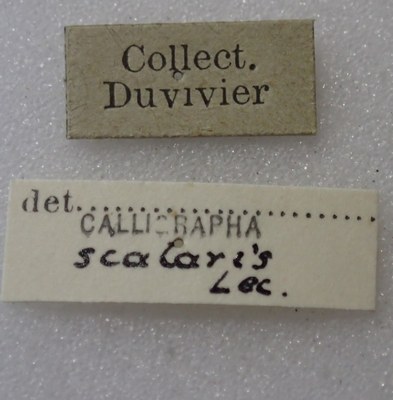 Collect.
Duvivier
det.......................
CALLIGRAPHA
scalaris
Lec.